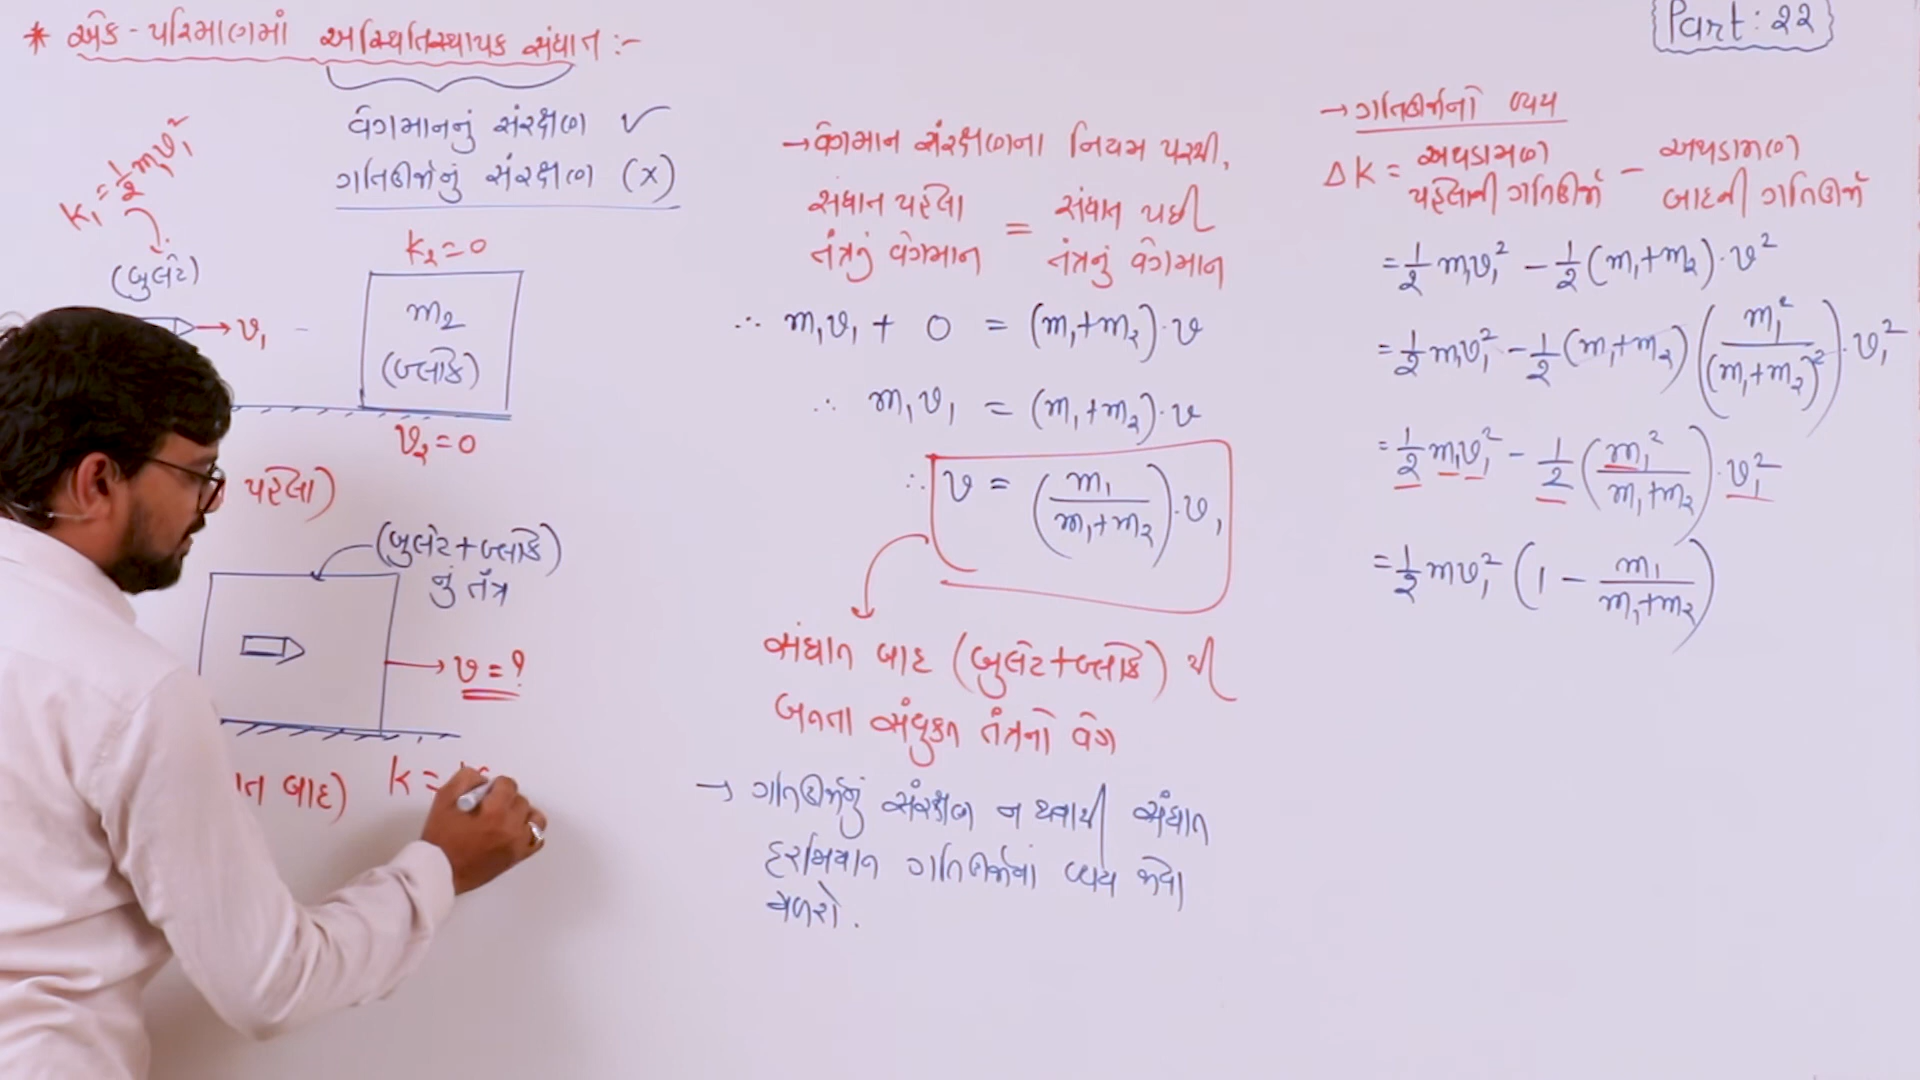 * એક - પરિમાણમાં અસ્થિતિસ્થાપક સંઘાત :-
વેગમાનનું સંરક્ષણ ✓
ગતિઊર્જાનું સંરક્ષણ (x)
K₁ = 1/2 m₁v₁²
(બુલેટ)
→ v₁
K₂ = 0
m₂
(બ્લોક)
v₂ = 0
પહેલા)
(બુલેટ + બ્લોક)
નું તંત્ર
→ v = ?
ત બાદ)
K =
→ વેગમાન સંરક્ષણના નિયમ પરથી,
સંઘાત પહેલા તંત્રનું વેગમાન = સંઘાત પછી તંત્રનું વેગમાન
∴ m₁v₁ + 0 = (m₁+m₂)·v
∴ m₁v₁ = (m₁+m₂)·v
∴ v = (m₁/(m₁+m₂))·v₁
સંઘાત બાદ (બુલેટ+બ્લોક) થી
બનતા સંયુક્ત તંત્રનો વેગ
→ ગતિઊર્જાનું સંરક્ષણ ન થવાથી સંઘાત
દરમિયાન ગતિઊર્જામાં વ્યય જોવા
મળશે.
Part : 22
→ ગતિઊર્જાનો વ્યય
ΔK = અથડામણ પહેલાની ગતિઊર્જા − અથડામણ બાદની ગતિઊર્જા
= 1/2 m₁v₁² − 1/2 (m₁+m₂)·v²
= 1/2 m₁v₁² − 1/2 (m₁+m₂) (m₁²/(m₁+m₂)²)·v₁²
= 1/2 m₁v₁² − 1/2 (m₁²/(m₁+m₂))·v₁²
= 1/2 mv₁² (1 − m₁/(m₁+m₂))